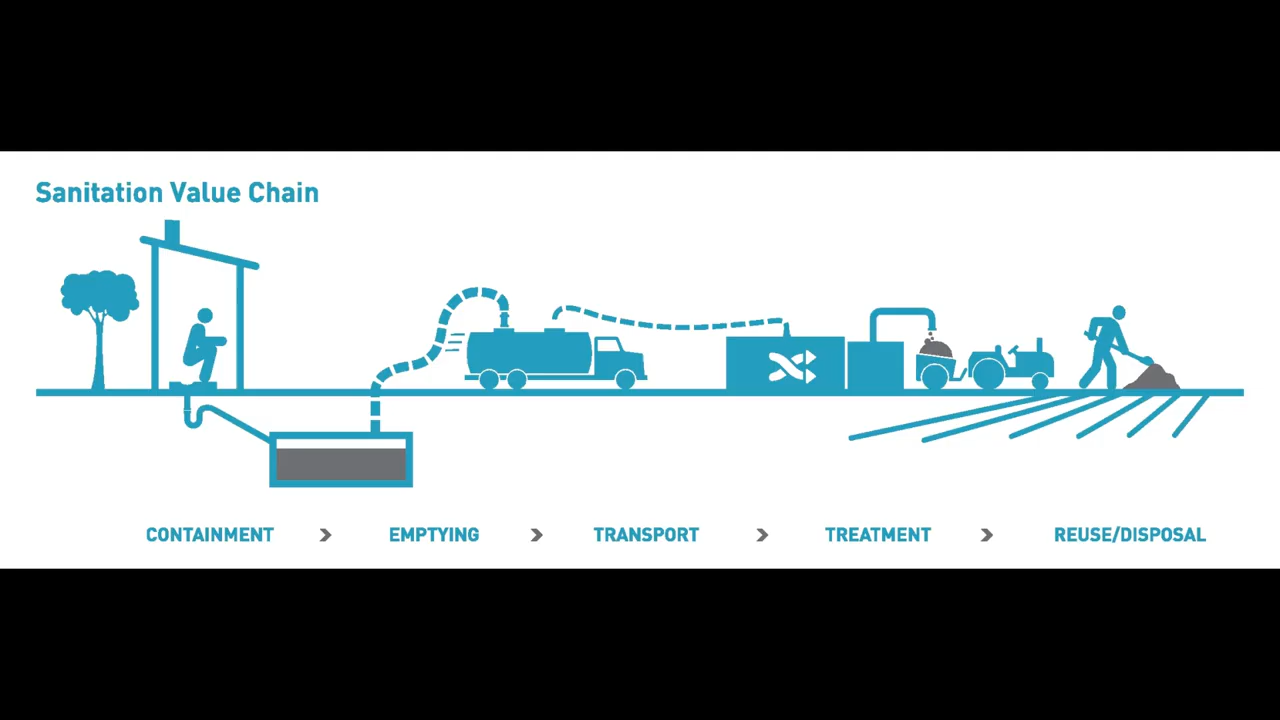 Sanitation Value Chain
CONTAINMENT > EMPTYING > TRANSPORT > TREATMENT > REUSE/DISPOSAL